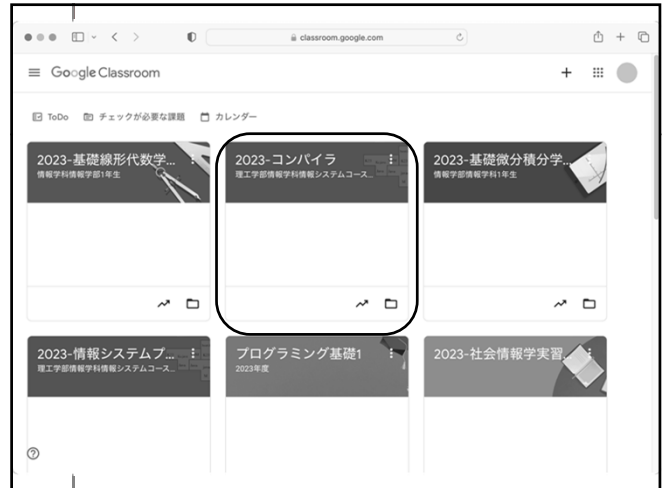 classroom.google.com
Google Classroom
ToDo チェックが必要な課題 カレンダー
2023-基礎線形代数学...
情報学科情報学部1年生
2023-コンパイラ
理工学部情報学科情報システムコース...
2023-基礎微分積分学...
情報学部情報学科1年生
2023-情報システムプ...
理工学部情報学科情報システムコース...
プログラミング基礎1
2023年度
2023-社会情報学実習...